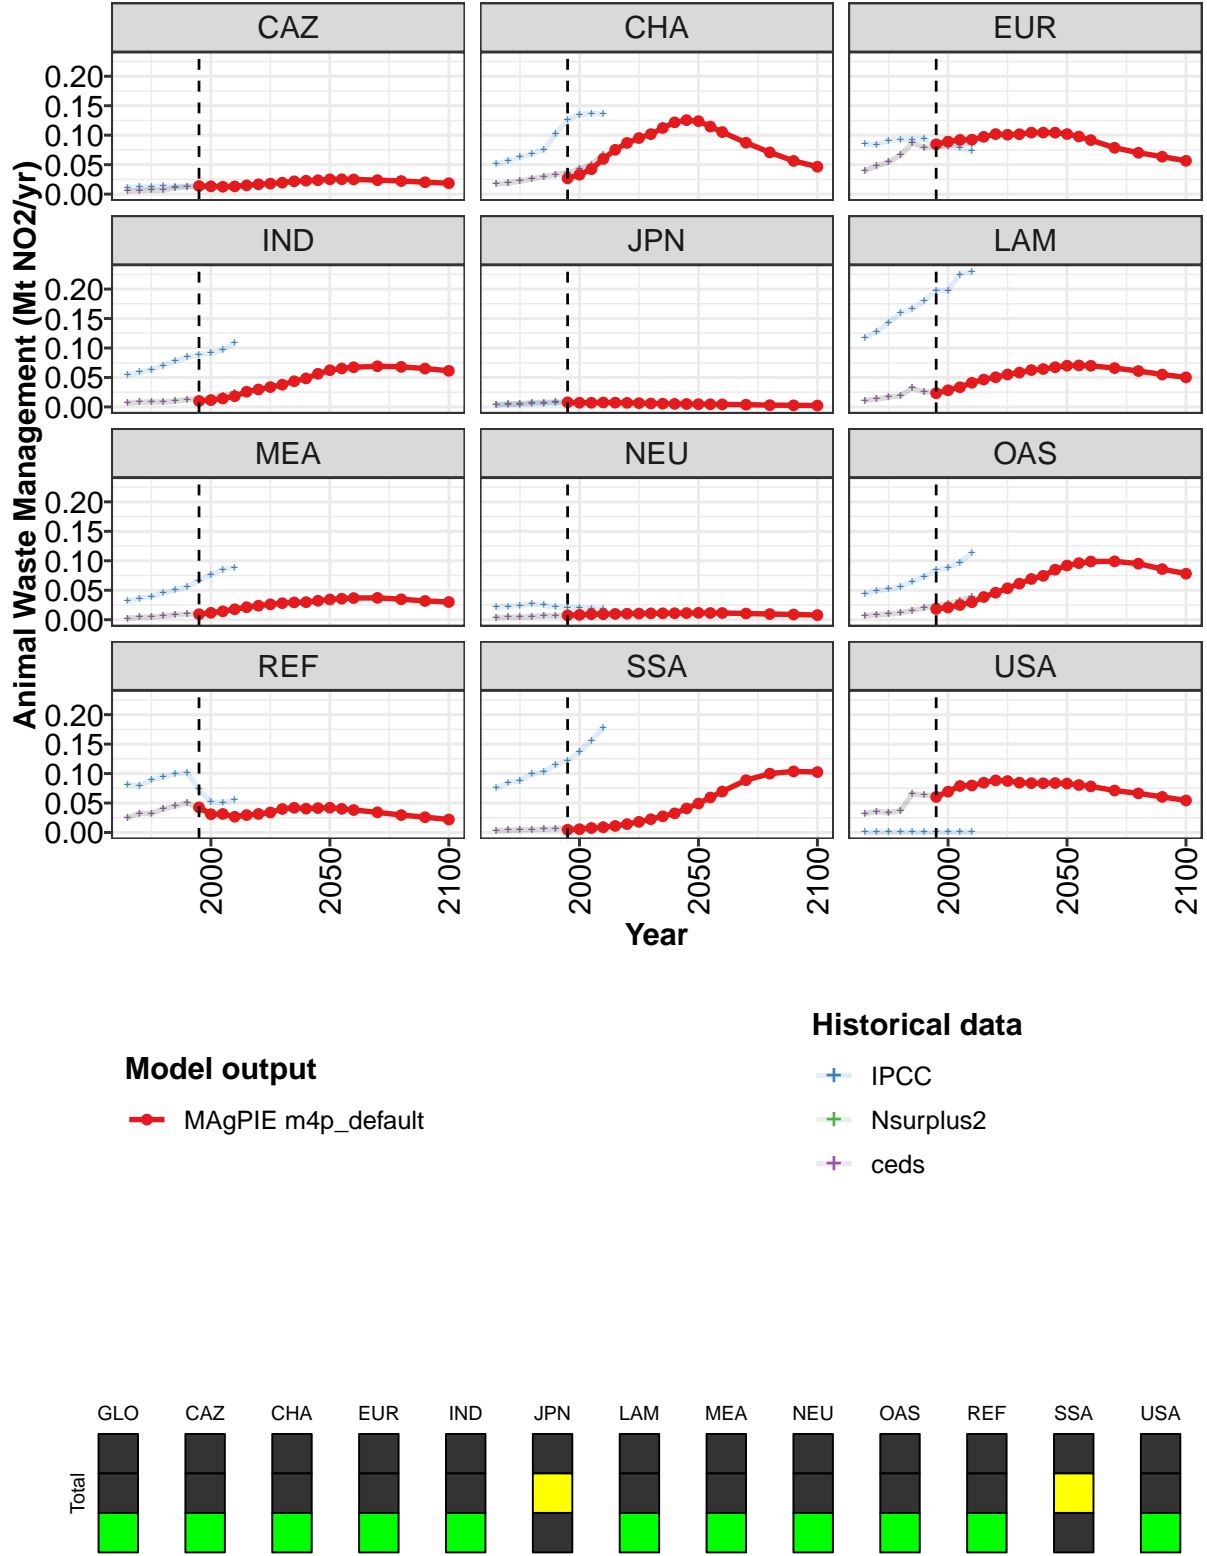 CAZ CHA EUR
0.20
0.15
0.10
0.05
0.00
IND JPN LAM
0.20
0.15
0.10
0.05
0.00
MEA NEU OAS
0.20
0.15
0.10
0.05
0.00
REF SSA USA
0.20
0.15
0.10
0.05
0.00
Animal Waste Management (Mt NO2/yr)
2000 2050 2100 2000 2050 2100 2000 2050 2100
Year
Model output
MAgPIE m4p_default
Historical data
IPCC
Nsurplus2
ceds
GLO CAZ CHA EUR IND JPN LAM MEA NEU OAS REF SSA USA
Total